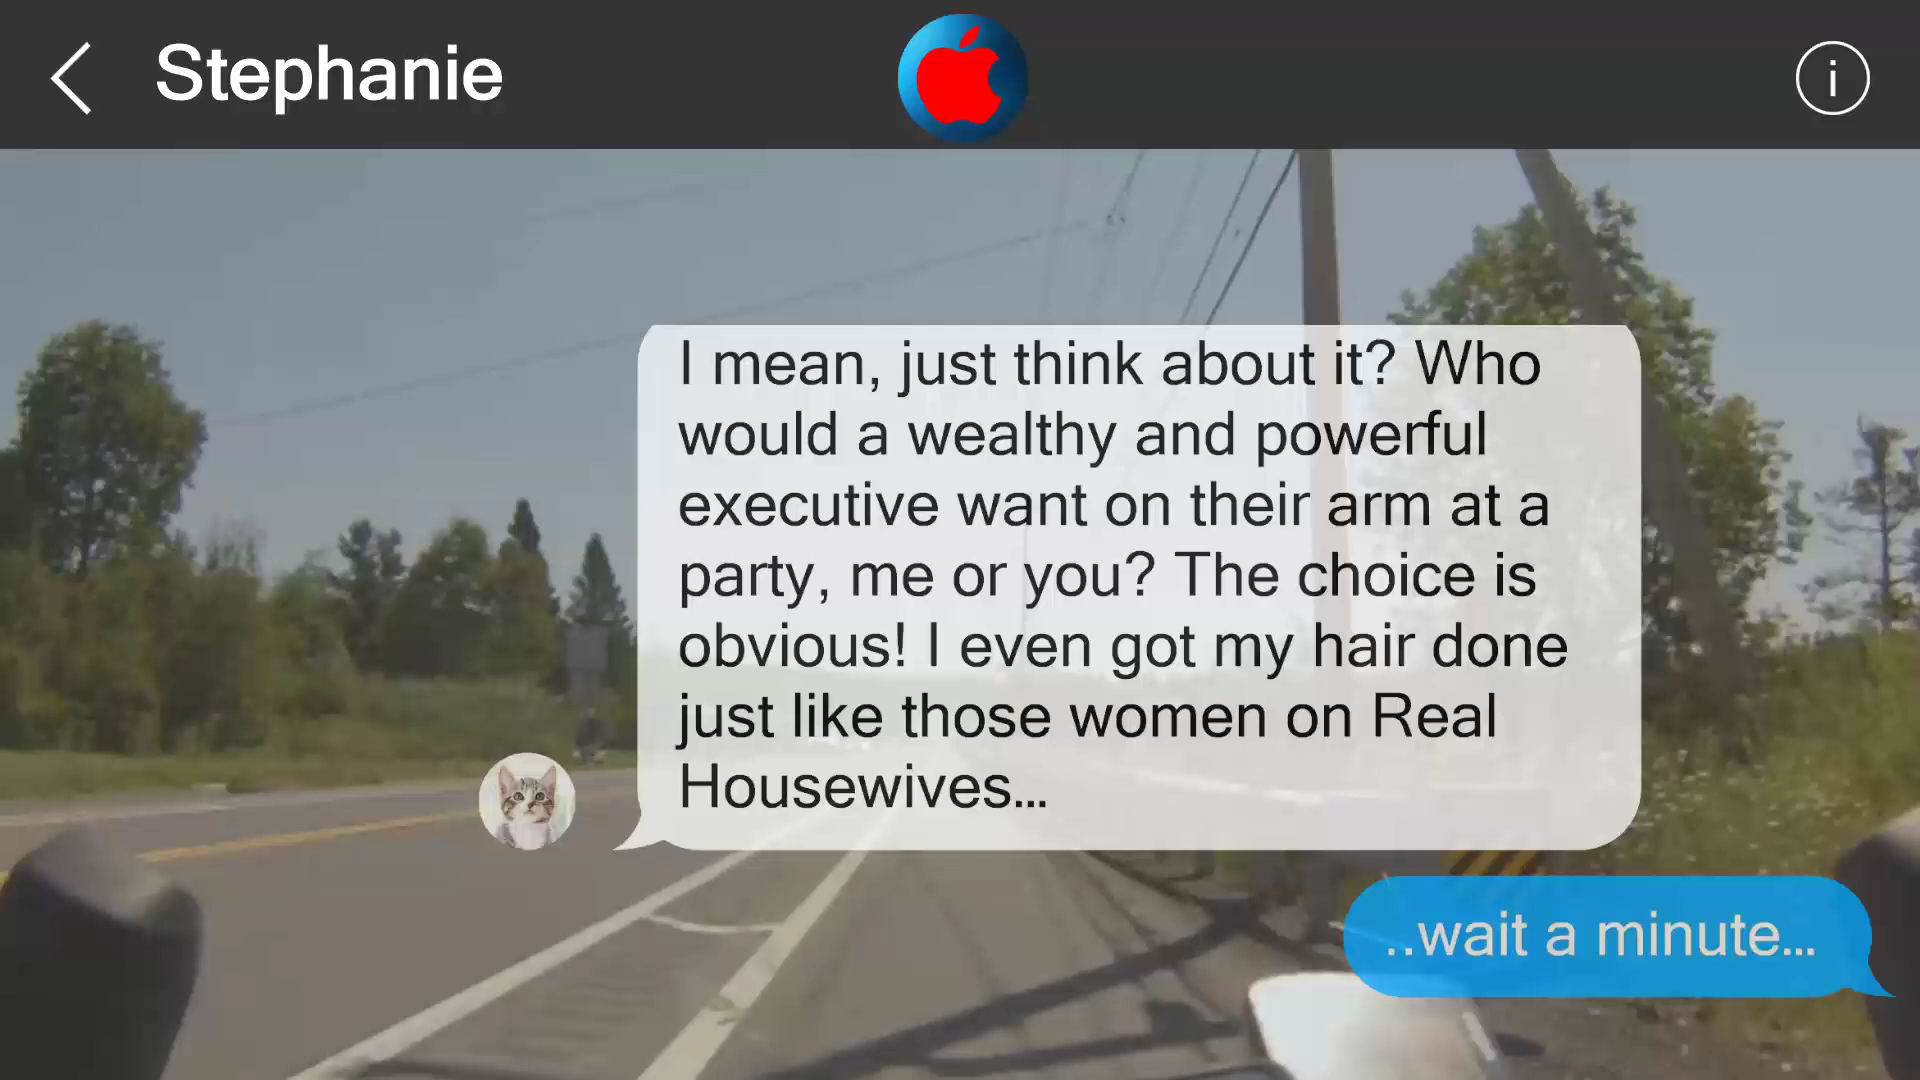 Stephanie
i
I mean, just think about it? Who
would a wealthy and powerful
executive want on their arm at a
party, me or you? The choice is
obvious! I even got my hair done
just like those women on Real
Housewives...
..wait a minute...